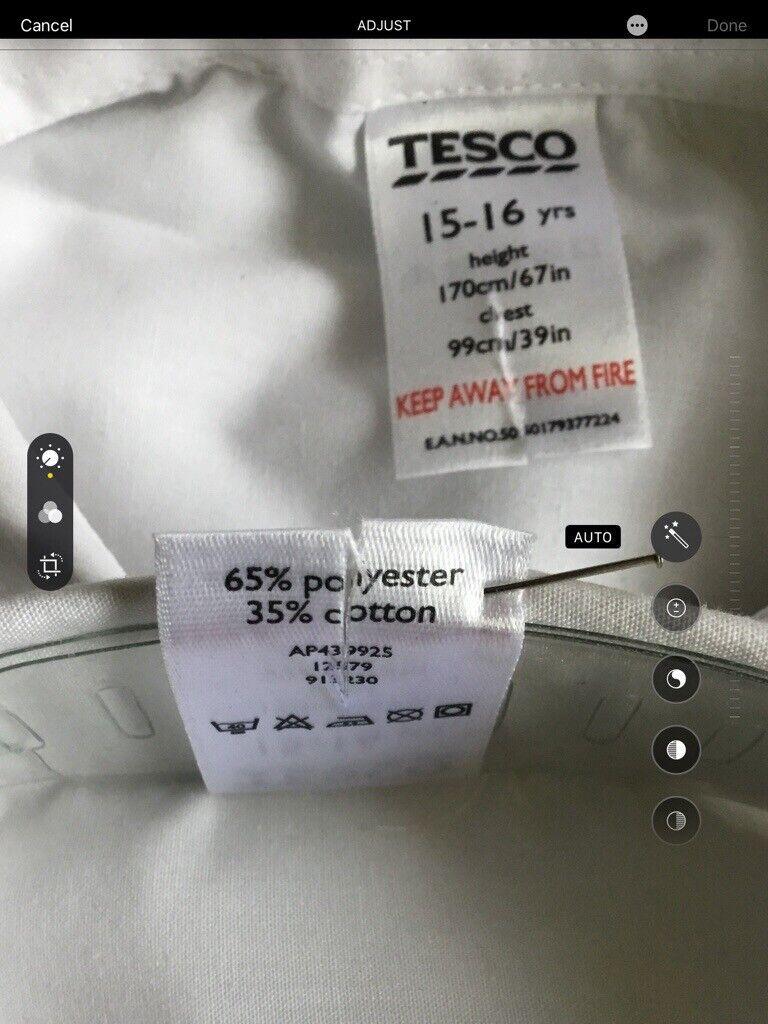 Cancel ADJUST Done
TESCO
15-16 yrs
height
170cm/67in
chest
99cm/39in
KEEP AWAY FROM FIRE
AUTO
65% polyester
35% cotton
40